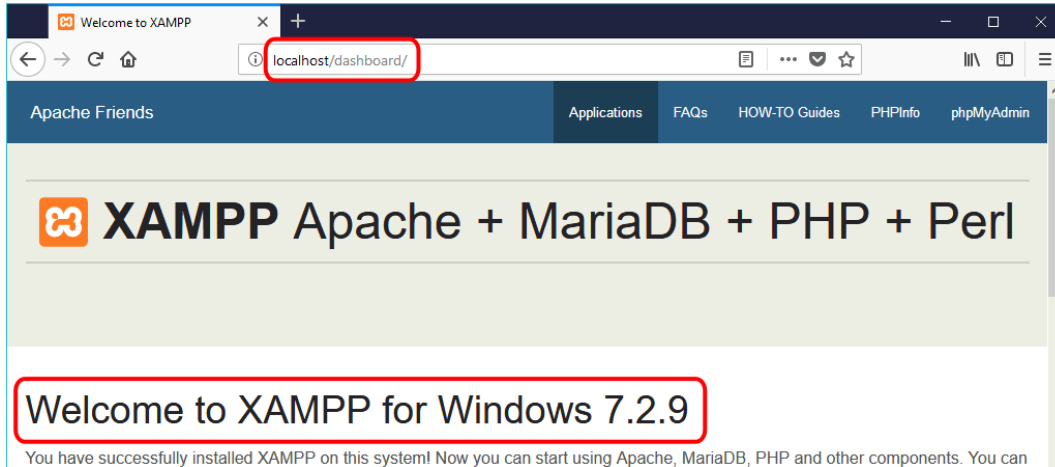 Welcome to XAMPP
localhost/dashboard/
Apache Friends
Applications FAQs HOW-TO Guides PHPInfo phpMyAdmin
XAMPP Apache + MariaDB + PHP + Perl
Welcome to XAMPP for Windows 7.2.9
You have successfully installed XAMPP on this system! Now you can start using Apache, MariaDB, PHP and other components. You can